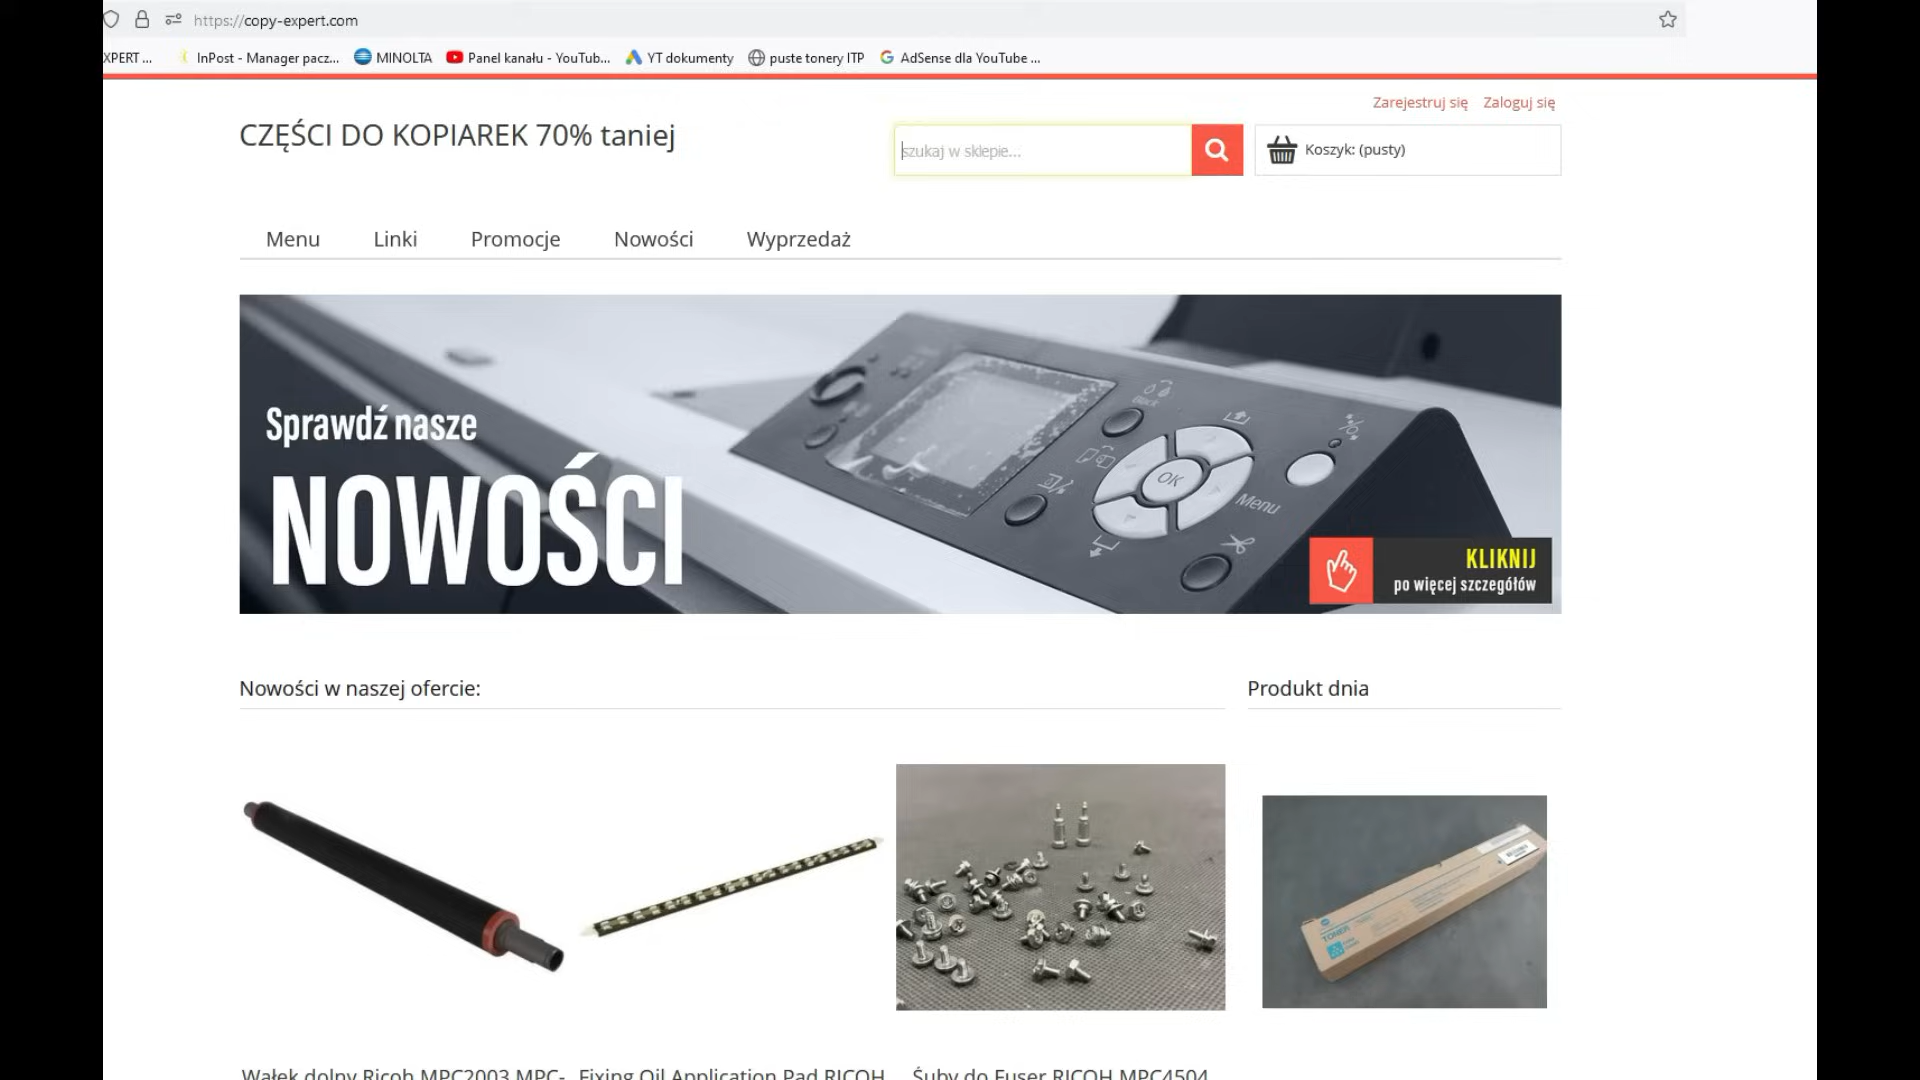 https://copy-expert.com
XPERT ...
InPost - Manager pacz...
MINOLTA
Panel kanału - YouTub...
YT dokumenty
puste tonery ITP
AdSense dla YouTube ...
Zarejestruj się
Zaloguj się
CZĘŚCI DO KOPIAREK 70% taniej
szukaj w sklepie...
Koszyk: (pusty)
Menu
Linki
Promocje
Nowości
Wyprzedaż
Sprawdź nasze
NOWOŚCI
Black
OK
Menu
KLIKNIJ
po więcej szczegółów
Nowości w naszej ofercie:
Produkt dnia
TONER
Wałek dolny Ricoh MPC2003 MPC-
Fixing Oil Application Pad RICOH
Śuby do Fuser RICOH MPC4504